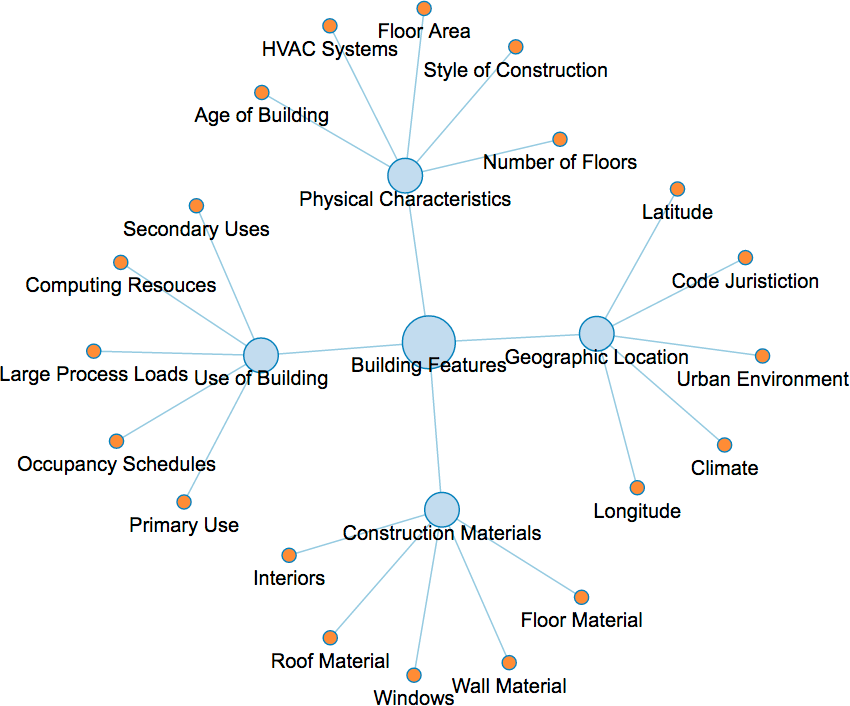 Floor Area
HVAC Systems
Style of Construction
Age of Building
Number of Floors
Physical Characteristics
Latitude
Secondary Uses
Code Juristiction
Computing Resouces
Geographic Location
Building Features
Large Process Loads
Use of Building
Urban Environment
Occupancy Schedules
Climate
Longitude
Primary Use
Construction Materials
Interiors
Floor Material
Roof Material
Wall Material
Windows